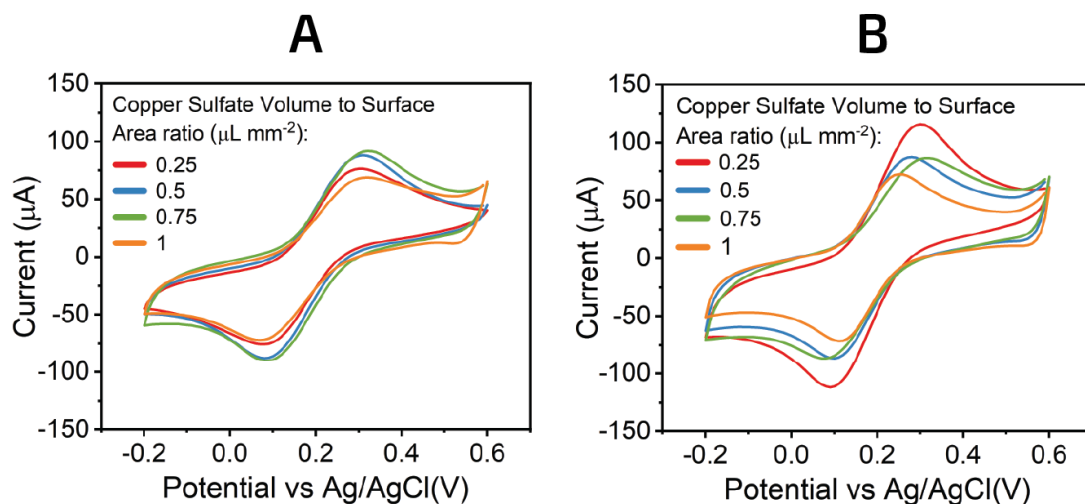 A
150
100
50
0
-50
-100
-150
Current (µA)
Copper Sulfate Volume to Surface
Area ratio (µL mm⁻²):
0.25
0.5
0.75
1
-0.2 0.0 0.2 0.4 0.6
Potential vs Ag/AgCl(V)
B
150
100
50
0
-50
-100
-150
Current (µA)
Copper Sulfate Volume to Surface
Area ratio (µL mm⁻²):
0.25
0.5
0.75
1
-0.2 0.0 0.2 0.4 0.6
Potential vs Ag/AgCl(V)